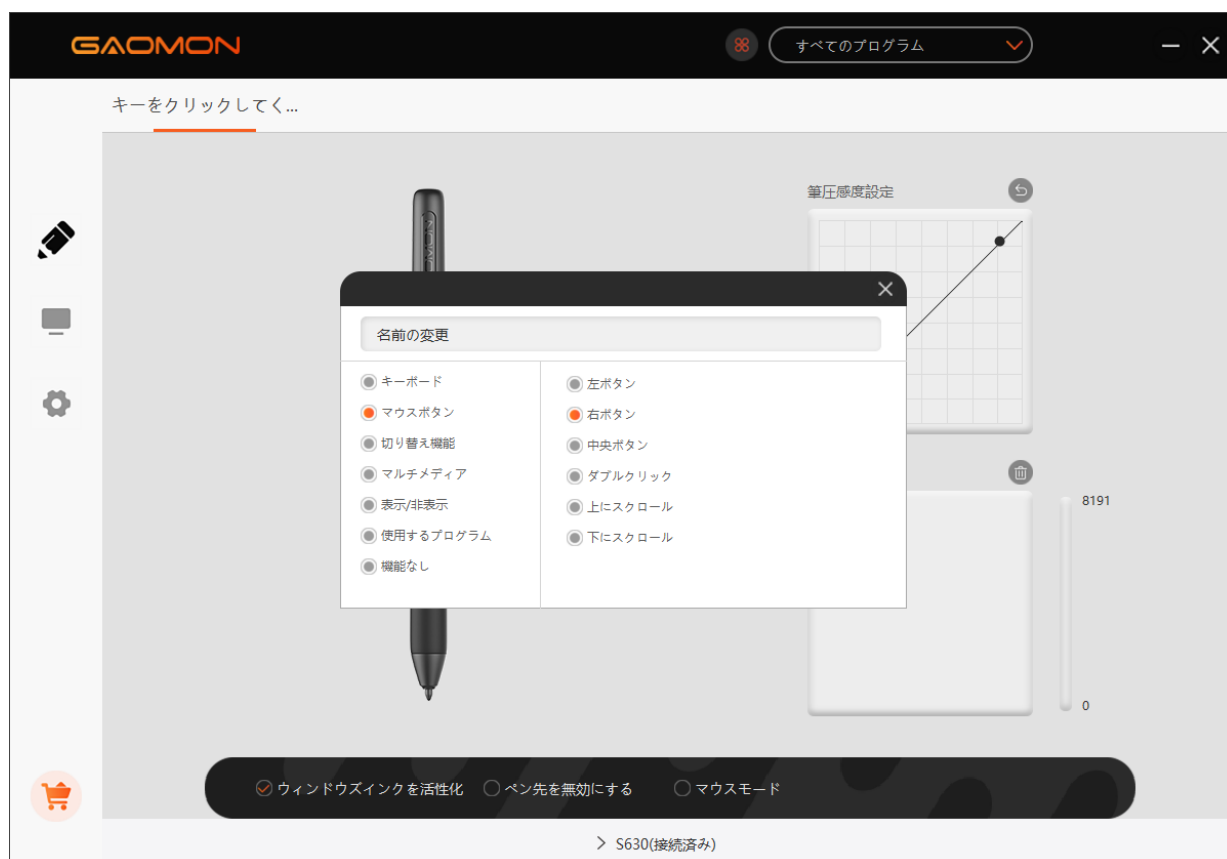 GAOMON
すべてのプログラム
キーをクリックしてく...
筆圧感度設定
名前の変更
キーボード
マウスボタン
切り替え機能
マルチメディア
表示/非表示
使用するプログラム
機能なし
左ボタン
右ボタン
中央ボタン
ダブルクリック
上にスクロール
下にスクロール
8191
0
ウィンドウズインクを活性化
ペン先を無効にする
マウスモード
S630(接続済み)